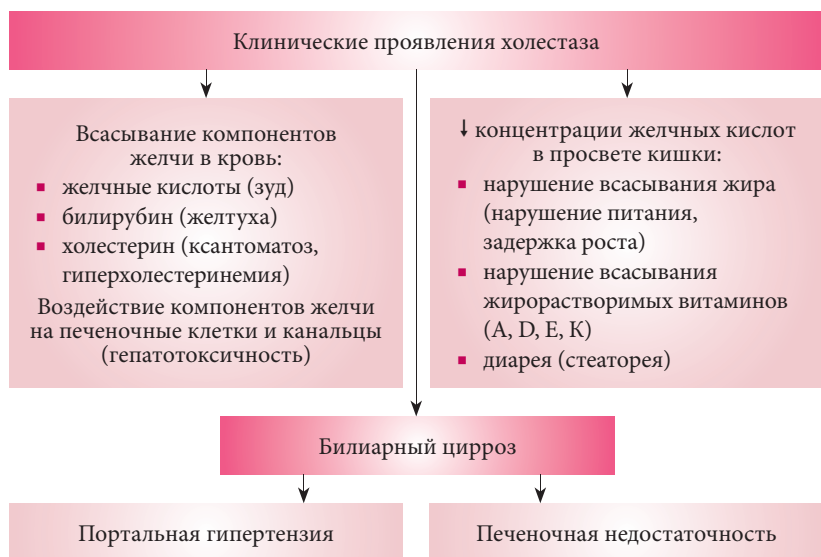 Клинические проявления холестаза
Всасывание компонентов
желчи в кровь:
▪ желчные кислоты (зуд)
▪ билирубин (желтуха)
▪ холестерин (ксантоматоз,
гиперхолестеринемия)
Воздействие компонентов желчи
на печеночные клетки и канальцы
(гепатотоксичность)
↓ концентрации желчных кислот
в просвете кишки:
▪ нарушение всасывания жира
(нарушение питания,
задержка роста)
▪ нарушение всасывания
жирорастворимых витаминов
(A, D, E, K)
▪ диарея (стеаторея)
Билиарный цирроз
Портальная гипертензия
Печеночная недостаточность